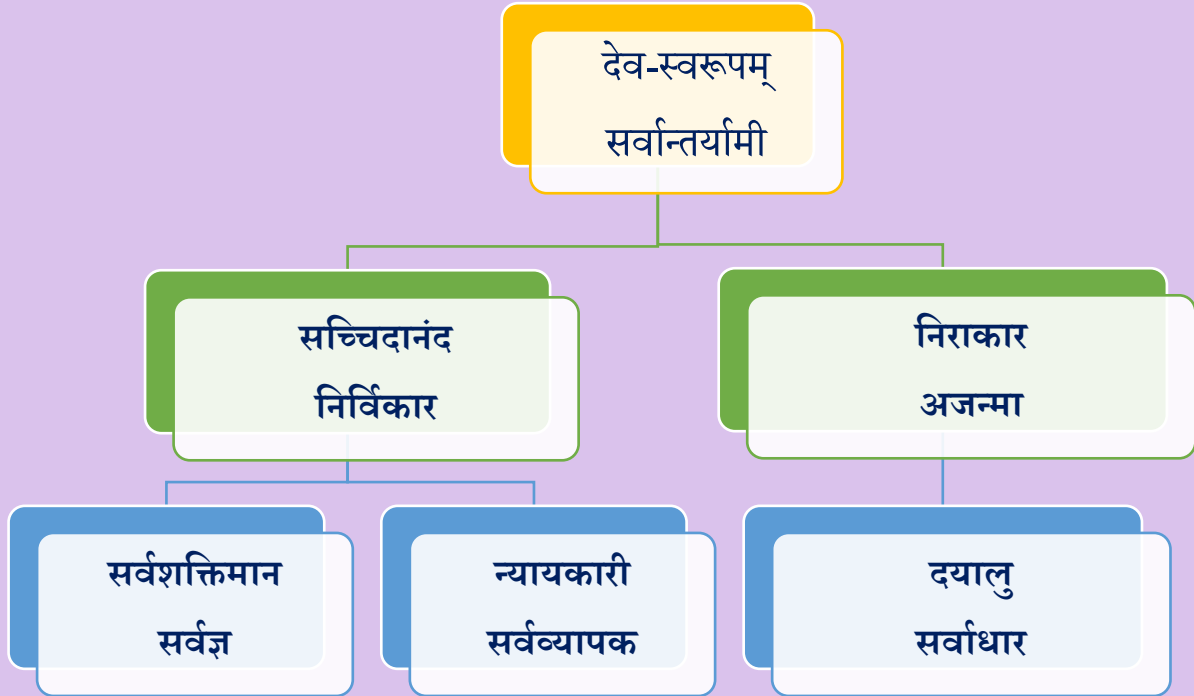 देव-स्वरूपम्
सर्वान्तर्यामी
सच्चिदानंद
निर्विकार
निराकार
अजन्मा
सर्वशक्तिमान
सर्वज्ञ
न्यायकारी
सर्वव्यापक
दयालु
सर्वाधार